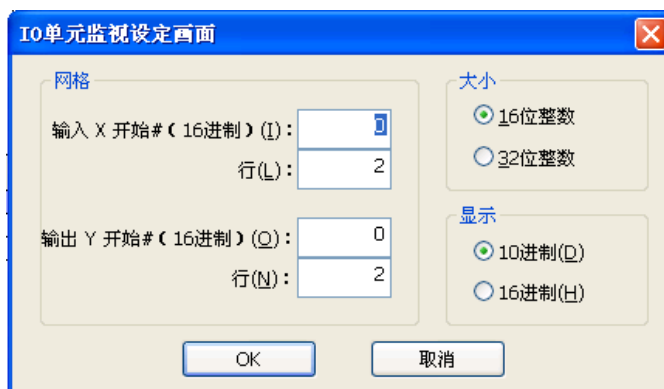 IO单元监视设定画面
网格
输入 X 开始#(16进制)(I):
0
行(L):
2
输出 Y 开始#(16进制)(O):
0
行(N):
2
大小
16位整数
32位整数
显示
10进制(D)
16进制(H)
OK
取消